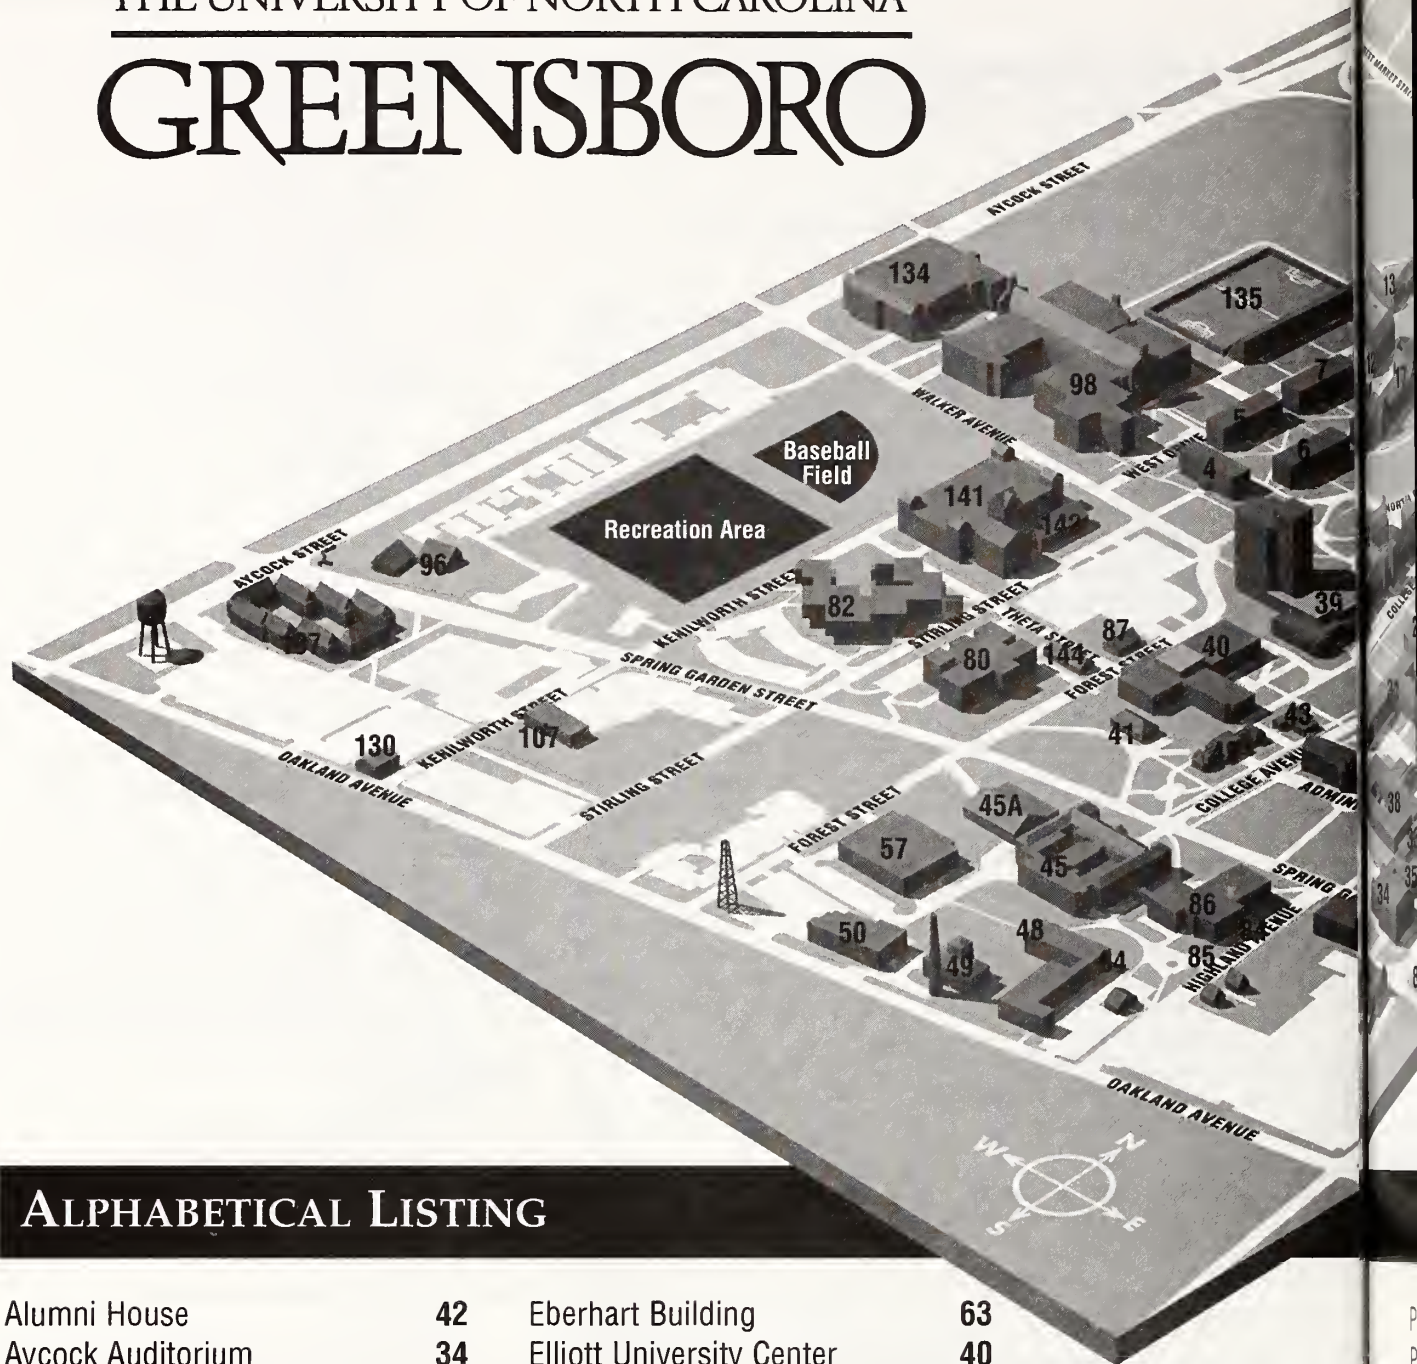 THE UNIVERSITY OF NORTH CAROLINA
GREENSBORO
AYCOCK STREET
134
135
13
7
98
5
WALKER AVENUE
WEST DRIVE
6
4
Baseball
Field
141
142
Recreation Area
AYCOCK STREET
96
39
82
KENILWORTH STREET
STIRLING STREET
THETA STREET
87
137
40
80
144
SPRING GARDEN STREET
FOREST STREET
KENILWORTH STREET
43
107
41
42
130
OAKLAND AVENUE
COLLEGE AVENUE
STIRLING STREET
38
45A
FOREST STREET
57
45
SPRING
34
35
86
84
50
48
49
44
85
HIGHLAND AVENUE
OAKLAND AVENUE
N
W
S
E
ALPHABETICAL LISTING
Alumni House 42
Aycock Auditorium 34
Eberhart Building 63
Elliott University Center 40